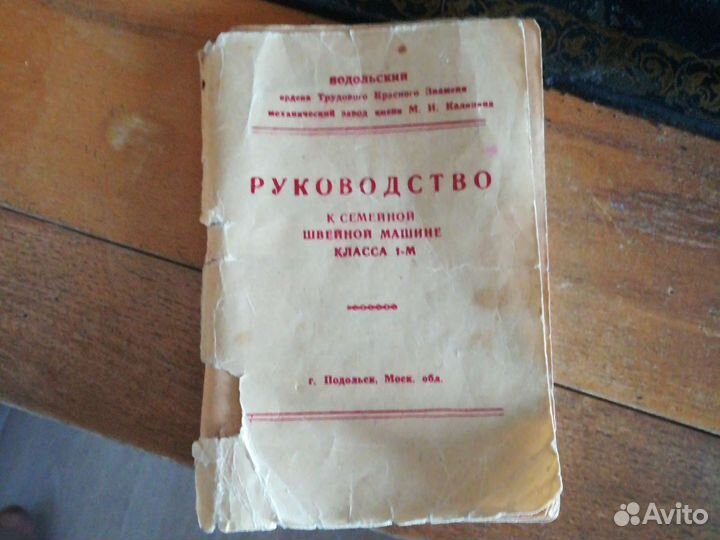 ПОДОЛЬСКИЙ
ордена Трудового Красного Знамени
механический завод имени М. И. Калинина
РУКОВОДСТВО
К СЕМЕЙНОЙ
ШВЕЙНОЙ МАШИНЕ
КЛАССА 1-М
г. Подольск, Моск. обл.
Avito